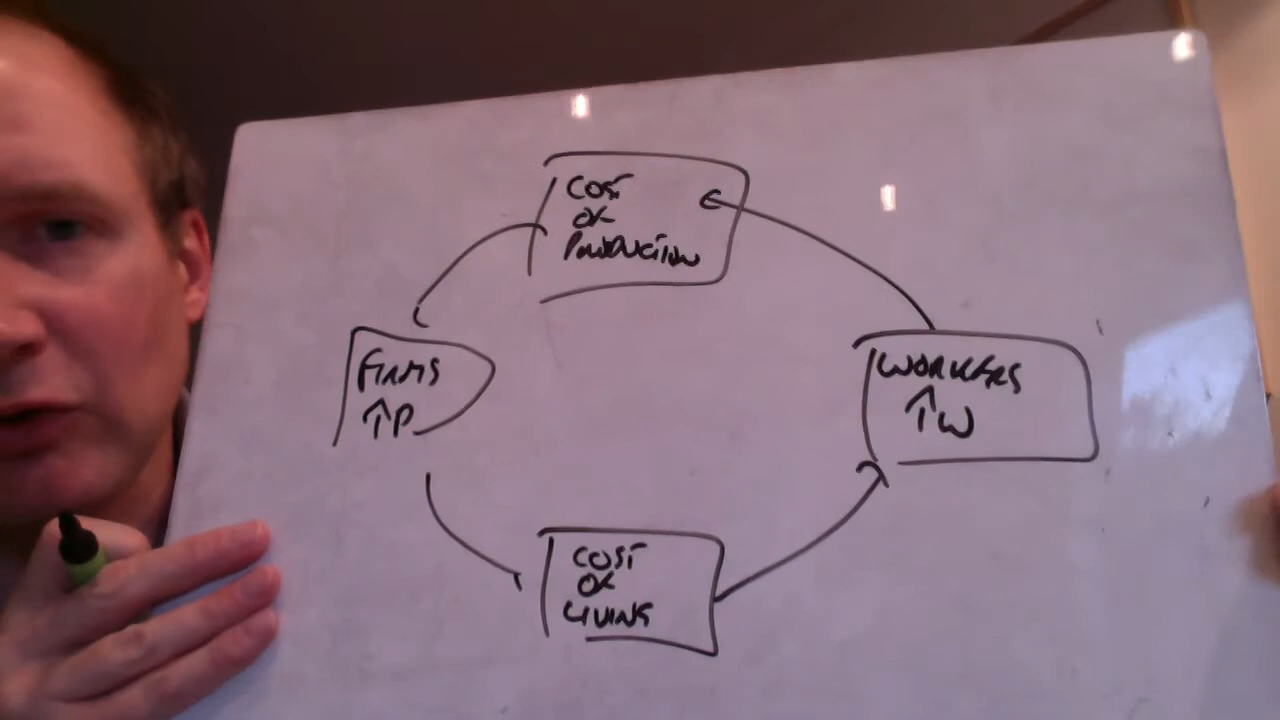 COST
OF
PRODUCTION
FIRMS
↑P
WORKERS
↑W
COST
OF
LIVING